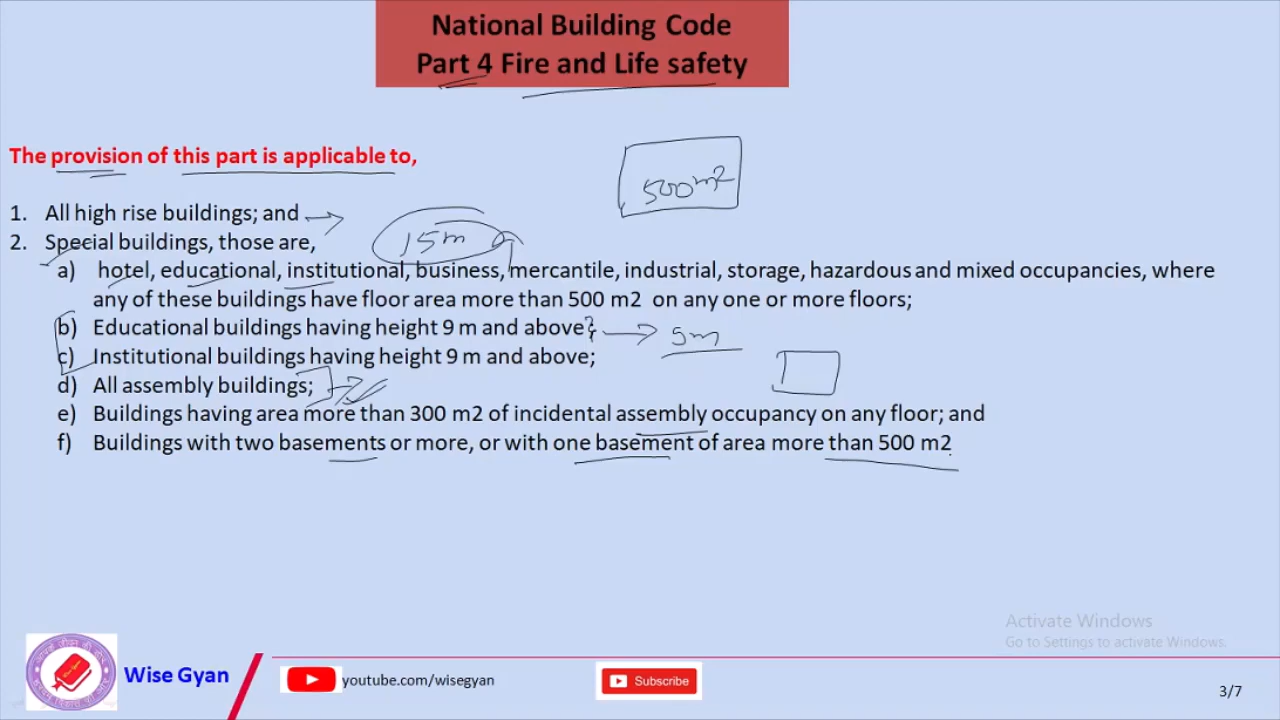 National Building Code
Part 4 Fire and Life safety
The provision of this part is applicable to,
500 m2
1. All high rise buildings; and
15m
2. Special buildings, those are,
a) hotel, educational, institutional, business, mercantile, industrial, storage, hazardous and mixed occupancies, where
any of these buildings have floor area more than 500 m2 on any one or more floors;
b) Educational buildings having height 9 m and above;
c) Institutional buildings having height 9 m and above;
d) All assembly buildings;
e) Buildings having area more than 300 m2 of incidental assembly occupancy on any floor; and
f) Buildings with two basements or more, or with one basement of area more than 500 m2
Activate Windows
Go to Settings to activate Windows.
Wise Gyan
youtube.com/wisegyan
Subscribe
3/7